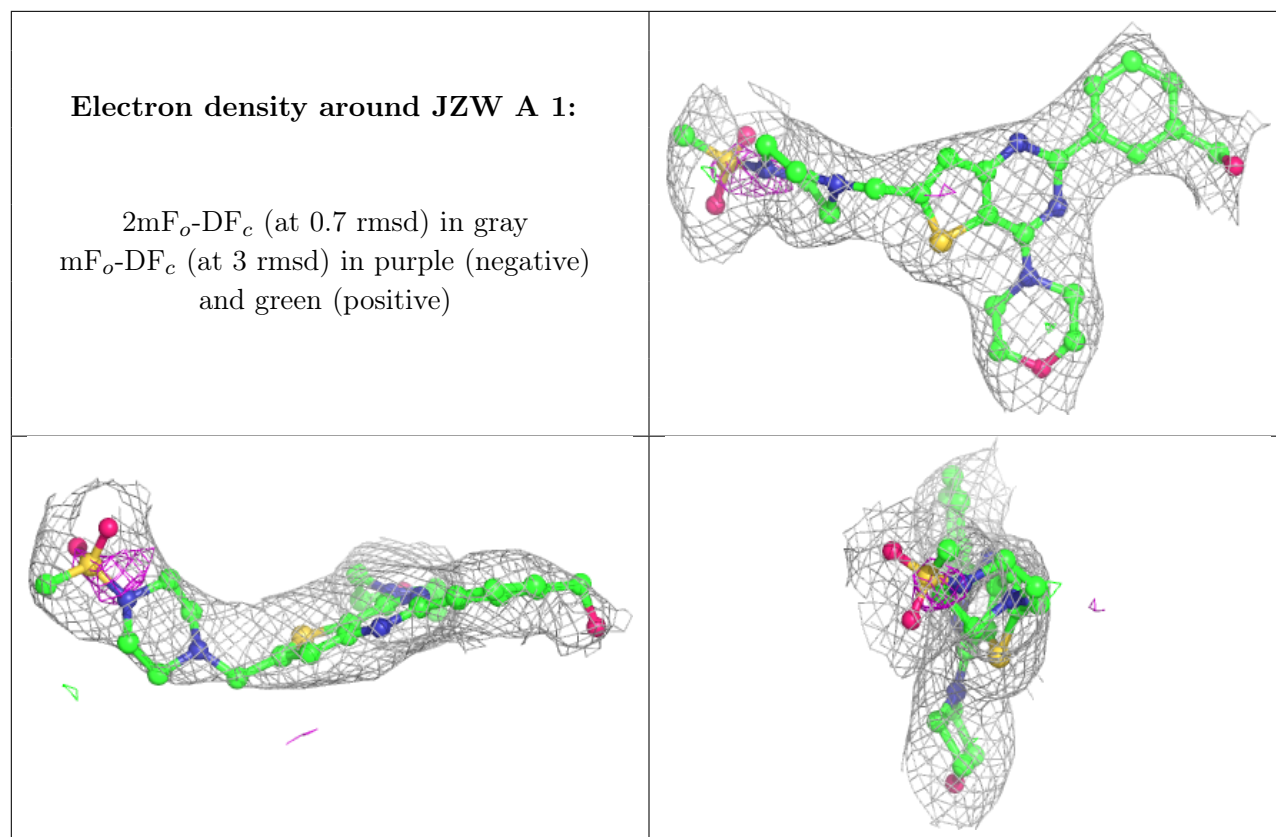 Electron density around JZW A 1:
2mFo-DFc (at 0.7 rmsd) in gray
mFo-DFc (at 3 rmsd) in purple (negative)
and green (positive)